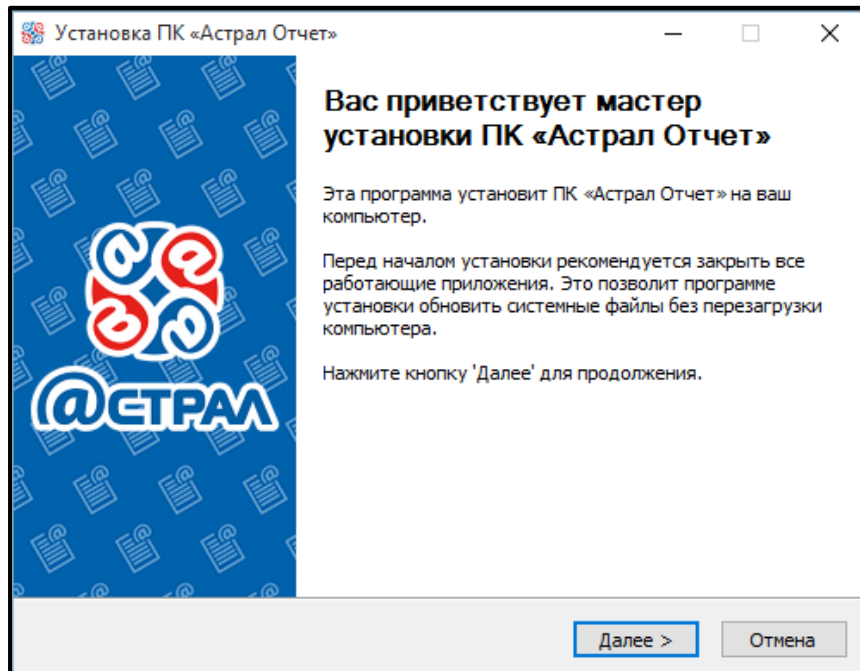 Установка ПК «Астрал Отчет»
Вас приветствует мастер
установки ПК «Астрал Отчет»
Эта программа установит ПК «Астрал Отчет» на ваш
компьютер.
Перед началом установки рекомендуется закрыть все
работающие приложения. Это позволит программе
установки обновить системные файлы без перезагрузки
компьютера.
Нажмите кнопку 'Далее' для продолжения.
@СТРАЛ
Далее >
Отмена